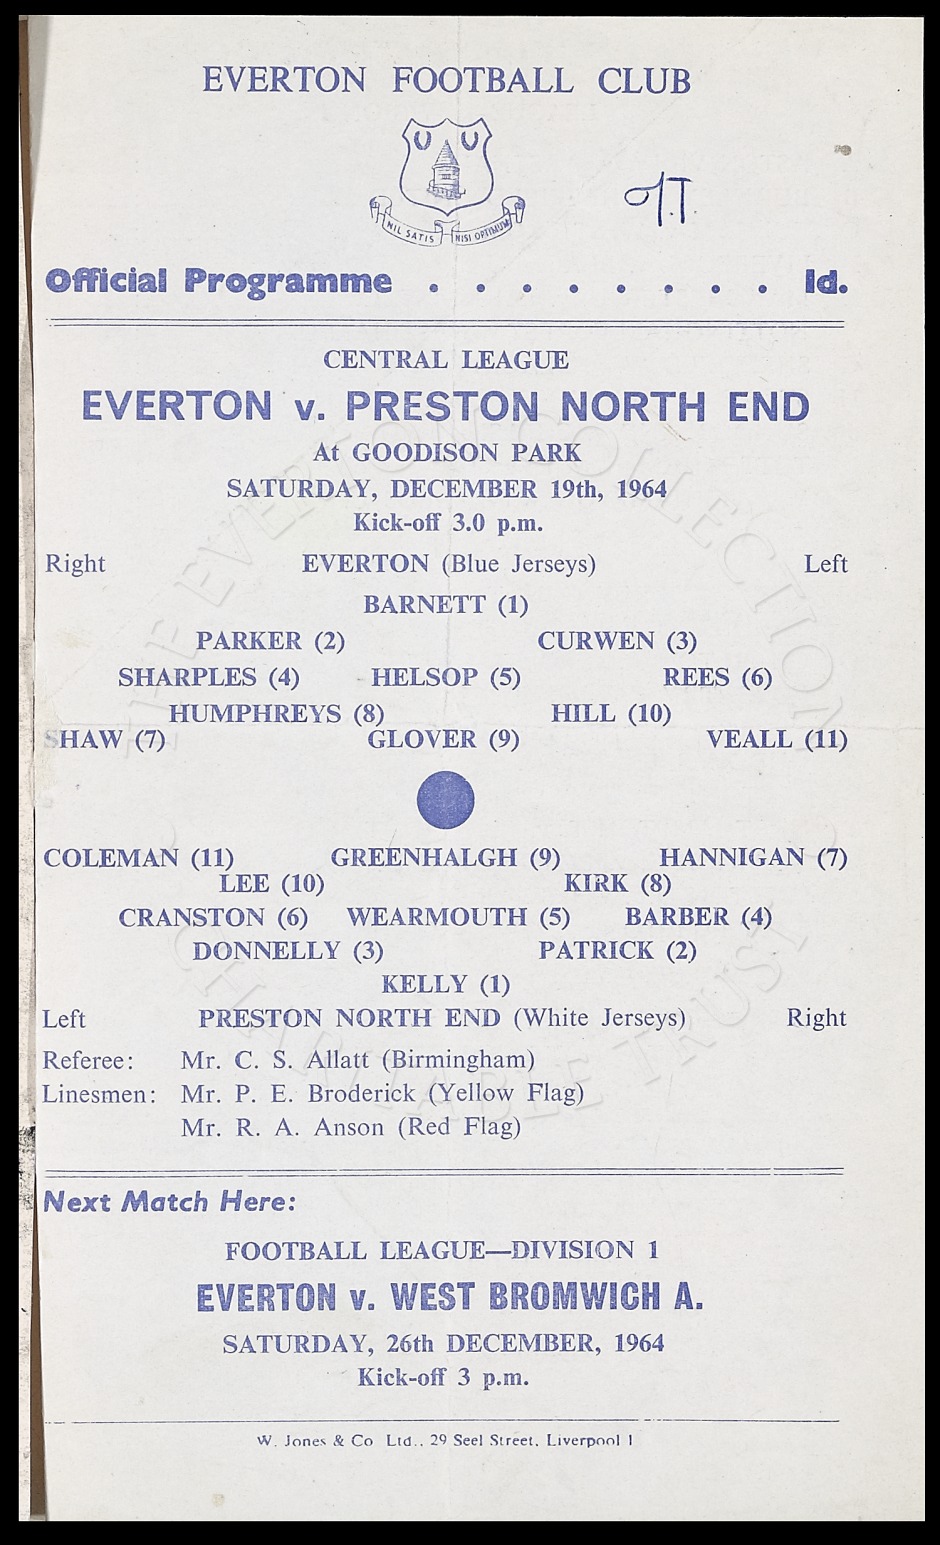 EVERTON FOOTBALL CLUB
NIL SATIS NISI OPTIMUM
Official Programme . . . . . . . . 1d.
CENTRAL LEAGUE
EVERTON v. PRESTON NORTH END
At GOODISON PARK
SATURDAY, DECEMBER 19th, 1964
Kick-off 3.0 p.m.
Right EVERTON (Blue Jerseys) Left
BARNETT (1)
PARKER (2) CURWEN (3)
SHARPLES (4) HELSOP (5) REES (6)
HUMPHREYS (8) HILL (10)
SHAW (7) GLOVER (9) VEALL (11)
COLEMAN (11) GREENHALGH (9) HANNIGAN (7)
LEE (10) KIRK (8)
CRANSTON (6) WEARMOUTH (5) BARBER (4)
DONNELLY (3) PATRICK (2)
KELLY (1)
Left PRESTON NORTH END (White Jerseys) Right
Referee: Mr. C. S. Allatt (Birmingham)
Linesmen: Mr. P. E. Broderick (Yellow Flag)
Mr. R. A. Anson (Red Flag)
Next Match Here:
FOOTBALL LEAGUE—DIVISION 1
EVERTON v. WEST BROMWICH A.
SATURDAY, 26th DECEMBER, 1964
Kick-off 3 p.m.
W. Jones & Co Ltd., 29 Seel Street, Liverpool 1
THE EVERTON COLLECTION
CHARITABLE TRUST